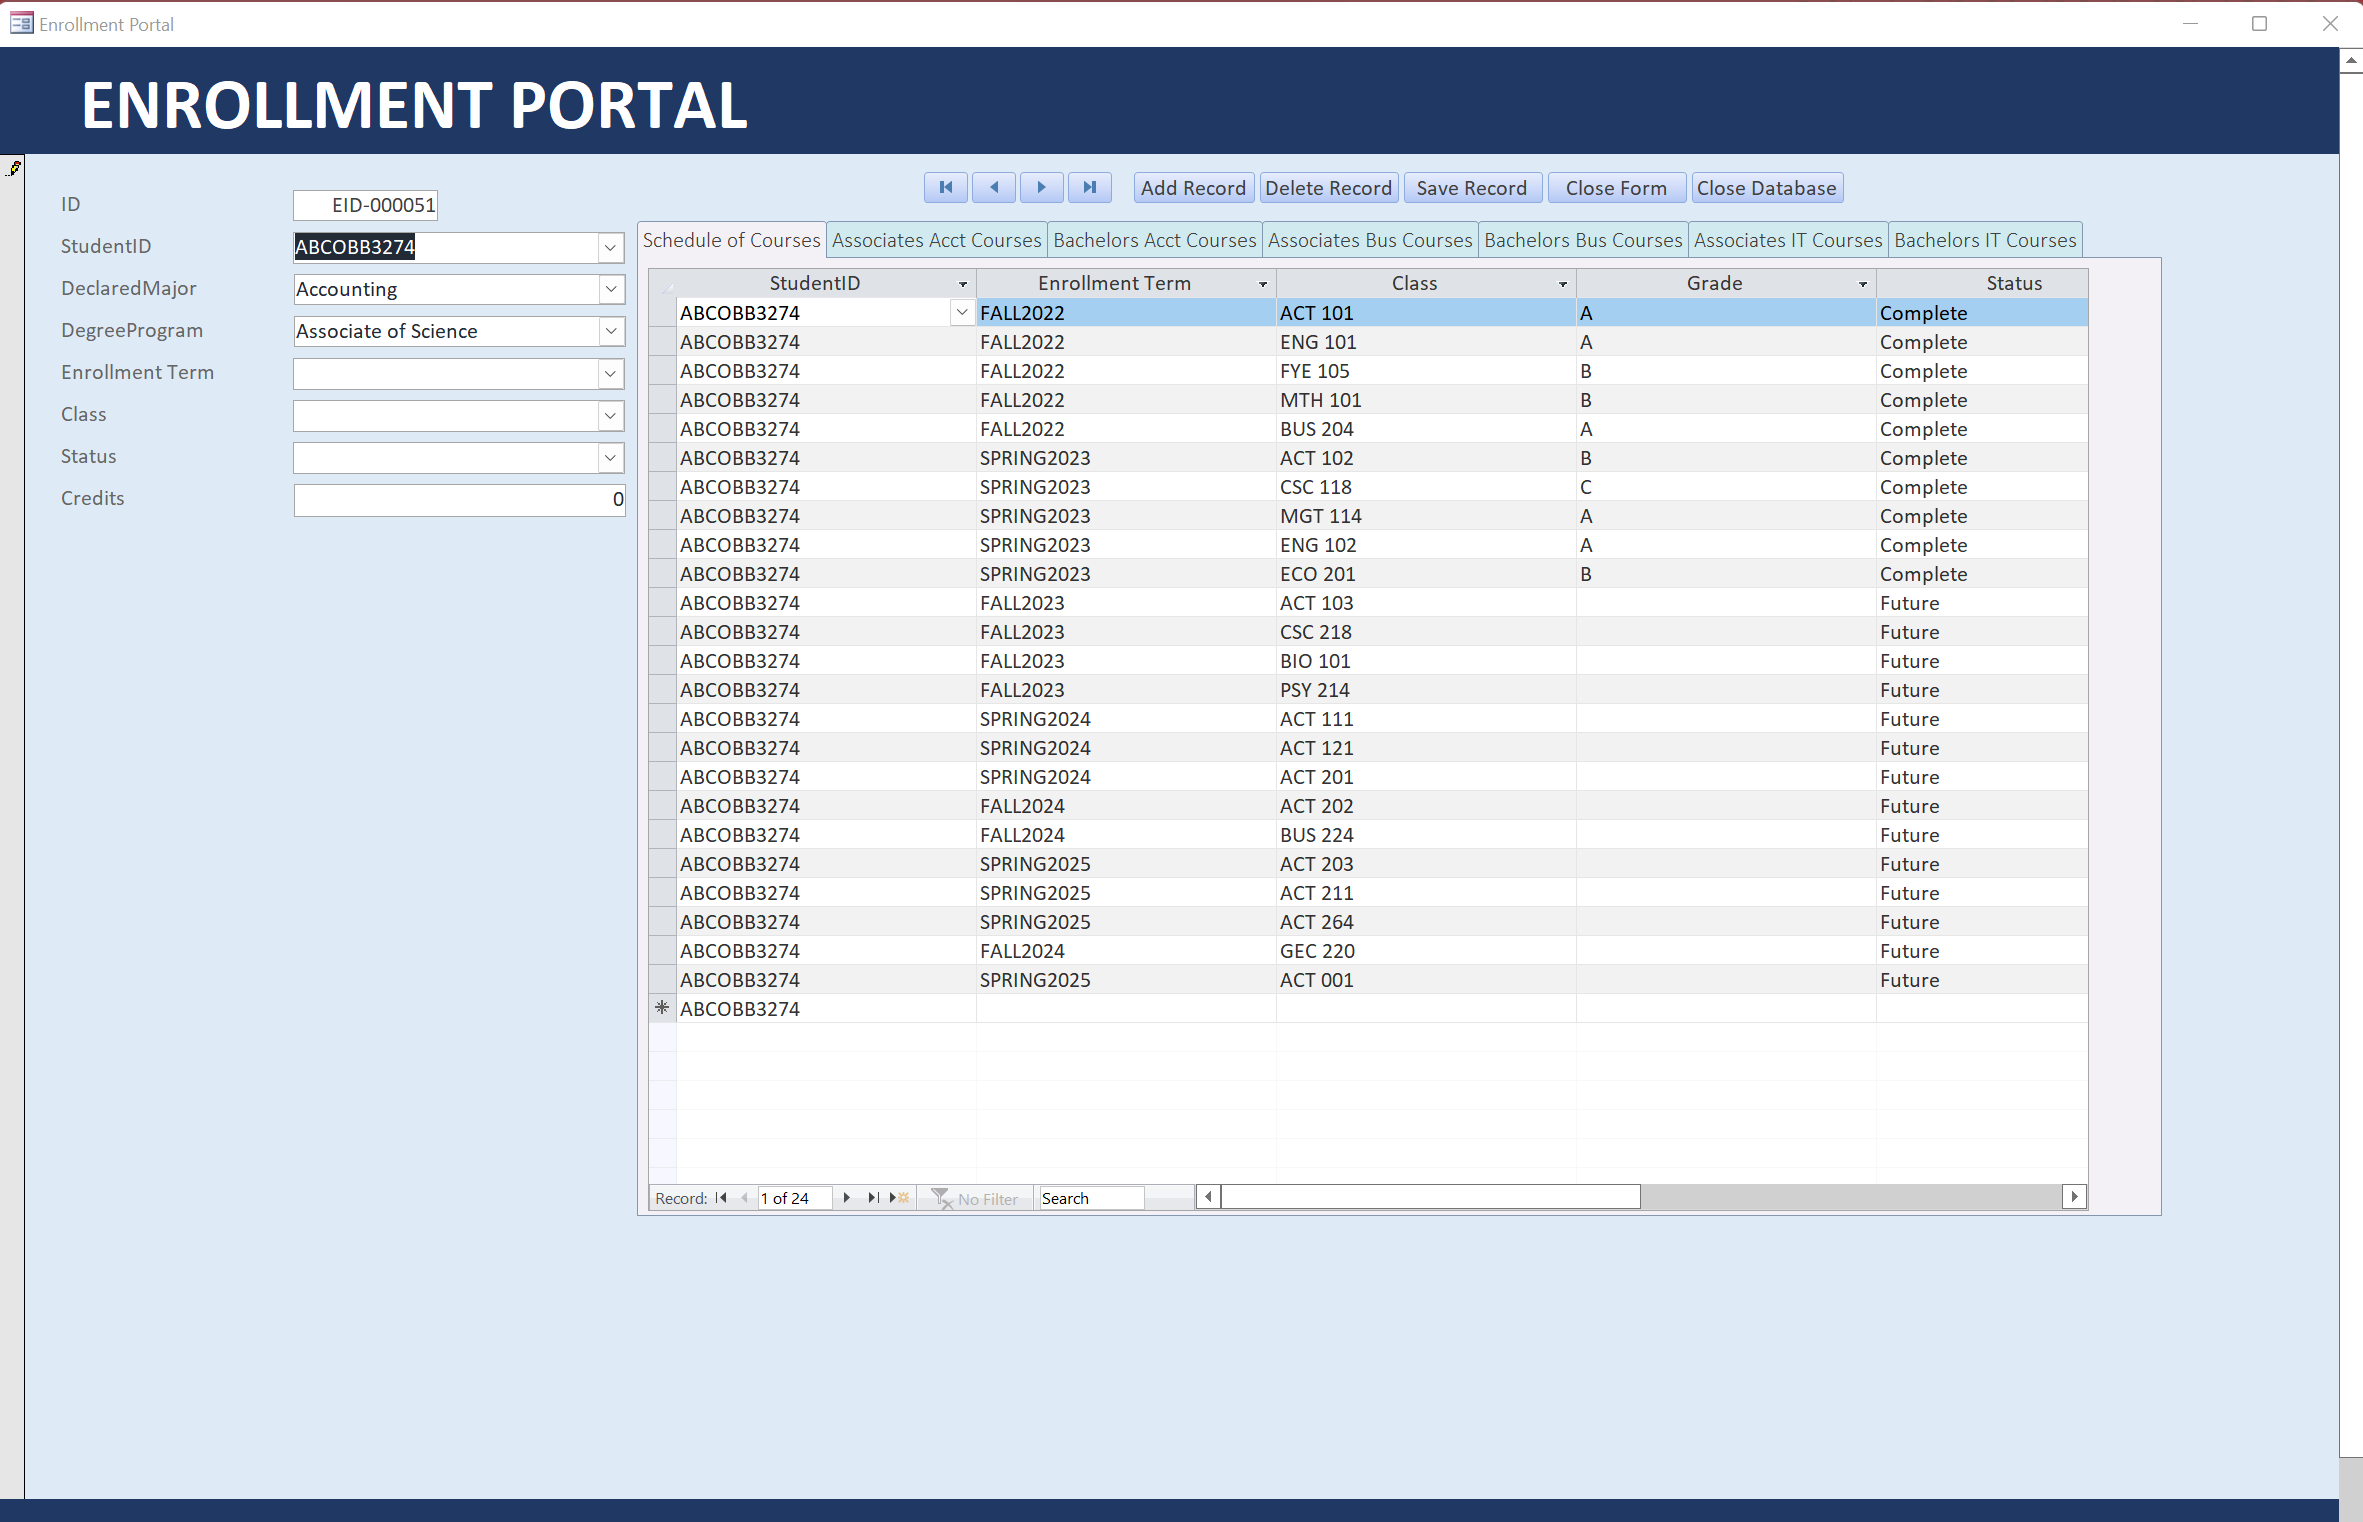 Enrollment Portal
ENROLLMENT PORTAL
ID EID-000051
StudentID ABCOBB3274
DeclaredMajor Accounting
DegreeProgram Associate of Science
Enrollment Term
Class
Status
Credits 0
Add Record Delete Record Save Record Close Form Close Database
Schedule of Courses Associates Acct Courses Bachelors Acct Courses Associates Bus Courses Bachelors Bus Courses Associates IT Courses Bachelors IT Courses
StudentID Enrollment Term Class Grade Status
ABCOBB3274 FALL2022 ACT 101 A Complete
ABCOBB3274 FALL2022 ENG 101 A Complete
ABCOBB3274 FALL2022 FYE 105 B Complete
ABCOBB3274 FALL2022 MTH 101 B Complete
ABCOBB3274 FALL2022 BUS 204 A Complete
ABCOBB3274 SPRING2023 ACT 102 B Complete
ABCOBB3274 SPRING2023 CSC 118 C Complete
ABCOBB3274 SPRING2023 MGT 114 A Complete
ABCOBB3274 SPRING2023 ENG 102 A Complete
ABCOBB3274 SPRING2023 ECO 201 B Complete
ABCOBB3274 FALL2023 ACT 103 Future
ABCOBB3274 FALL2023 CSC 218 Future
ABCOBB3274 FALL2023 BIO 101 Future
ABCOBB3274 FALL2023 PSY 214 Future
ABCOBB3274 SPRING2024 ACT 111 Future
ABCOBB3274 SPRING2024 ACT 121 Future
ABCOBB3274 SPRING2024 ACT 201 Future
ABCOBB3274 FALL2024 ACT 202 Future
ABCOBB3274 FALL2024 BUS 224 Future
ABCOBB3274 SPRING2025 ACT 203 Future
ABCOBB3274 SPRING2025 ACT 211 Future
ABCOBB3274 SPRING2025 ACT 264 Future
ABCOBB3274 FALL2024 GEC 220 Future
ABCOBB3274 SPRING2025 ACT 001 Future
ABCOBB3274
Record: 1 of 24 No Filter Search